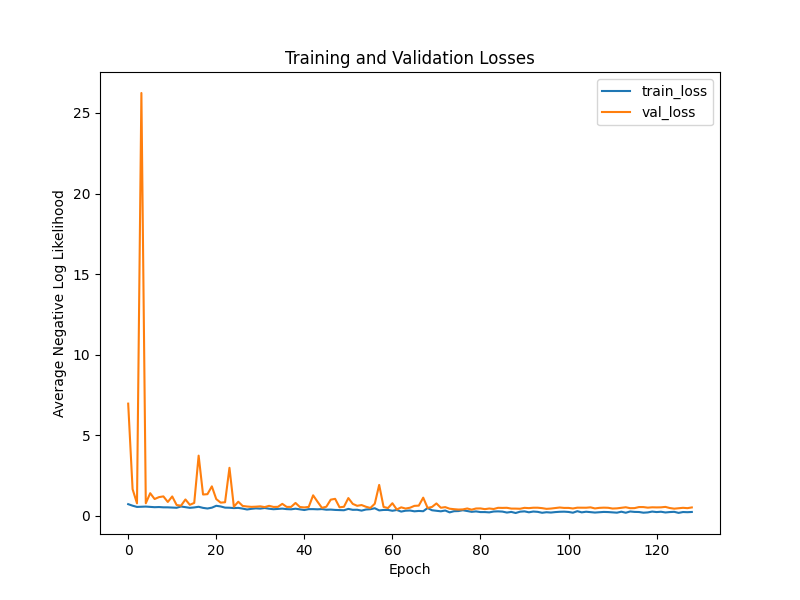 Training and Validation Losses
train_loss
val_loss
Average Negative Log Likelihood
25
20
15
10
5
0
0 20 40 60 80 100 120
Epoch